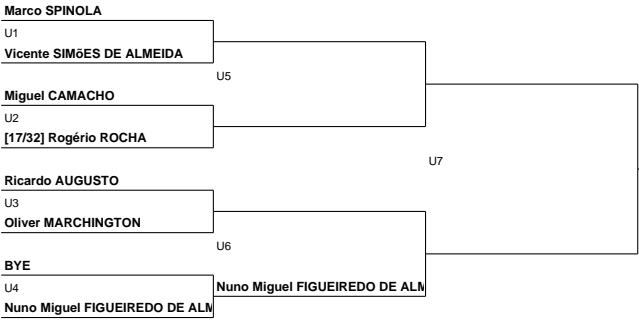 Marco SPINOLA
U1
Vicente SIMõES DE ALMEIDA
U5
Miguel CAMACHO
U2
[17/32] Rogério ROCHA
U7
Ricardo AUGUSTO
U3
Oliver MARCHINGTON
U6
BYE
U4
Nuno Miguel FIGUEIREDO DE ALM
Nuno Miguel FIGUEIREDO DE ALM